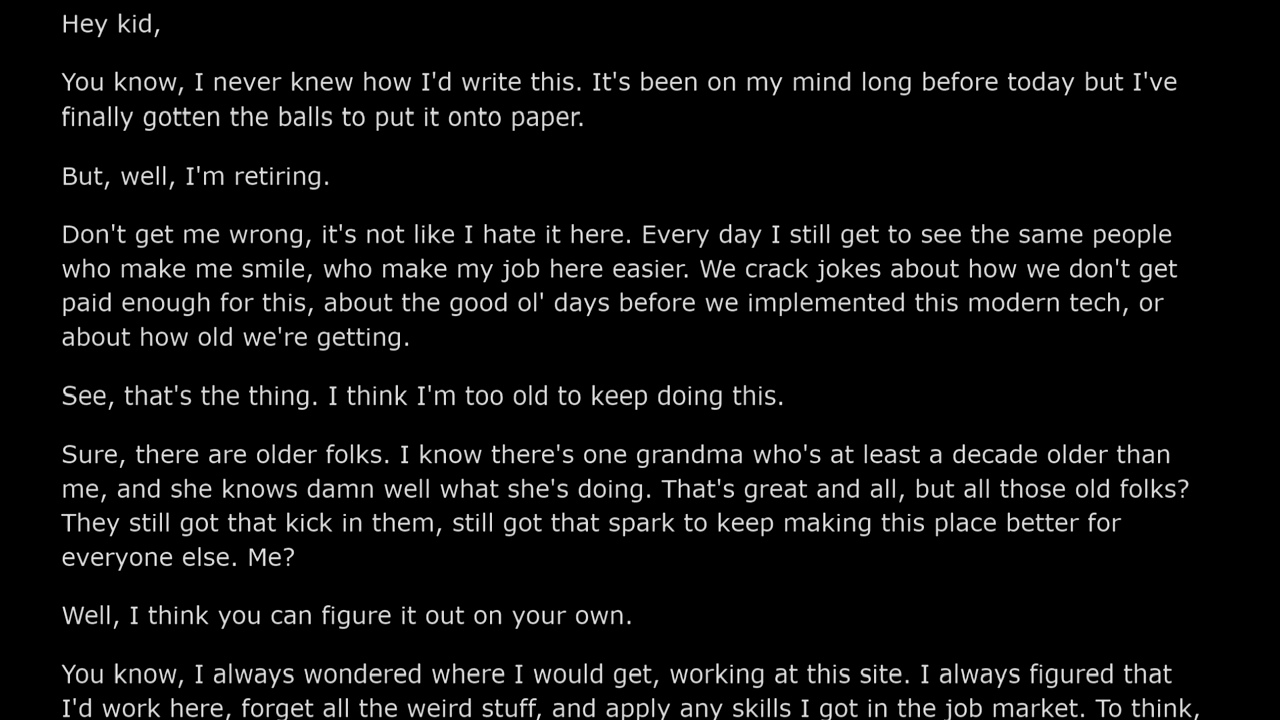 Hey kid,
You know, I never knew how I'd write this. It's been on my mind long before today but I've
finally gotten the balls to put it onto paper.
But, well, I'm retiring.
Don't get me wrong, it's not like I hate it here. Every day I still get to see the same people
who make me smile, who make my job here easier. We crack jokes about how we don't get
paid enough for this, about the good ol' days before we implemented this modern tech, or
about how old we're getting.
See, that's the thing. I think I'm too old to keep doing this.
Sure, there are older folks. I know there's one grandma who's at least a decade older than
me, and she knows damn well what she's doing. That's great and all, but all those old folks?
They still got that kick in them, still got that spark to keep making this place better for
everyone else. Me?
Well, I think you can figure it out on your own.
You know, I always wondered where I would get, working at this site. I always figured that
I'd work here, forget all the weird stuff, and apply any skills I got in the job market. To think,